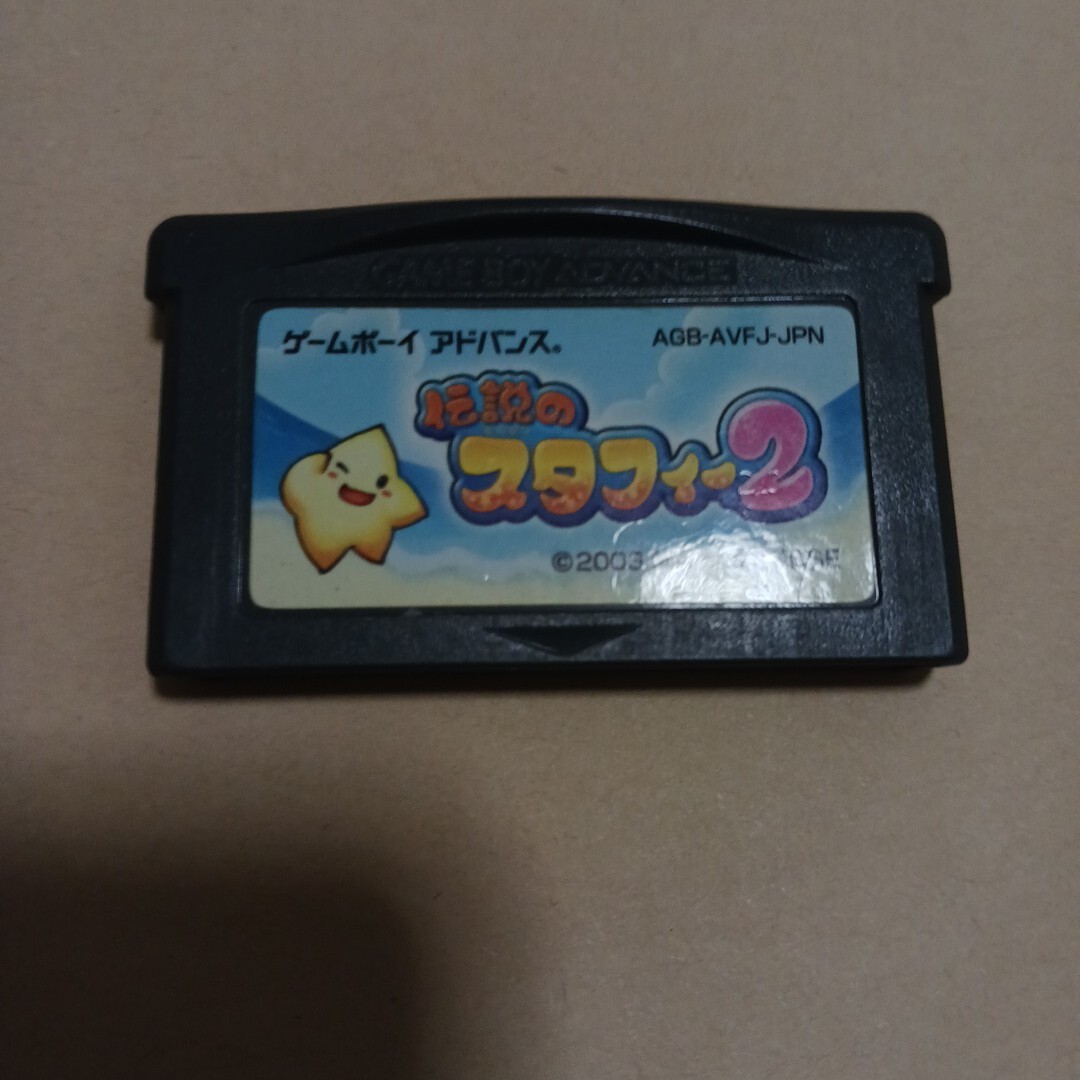 GAME BOY ADVANCE
ゲームボーイ アドバンス®
AGB-AVFJ-JPN
伝説の
スタフィー2
©2003